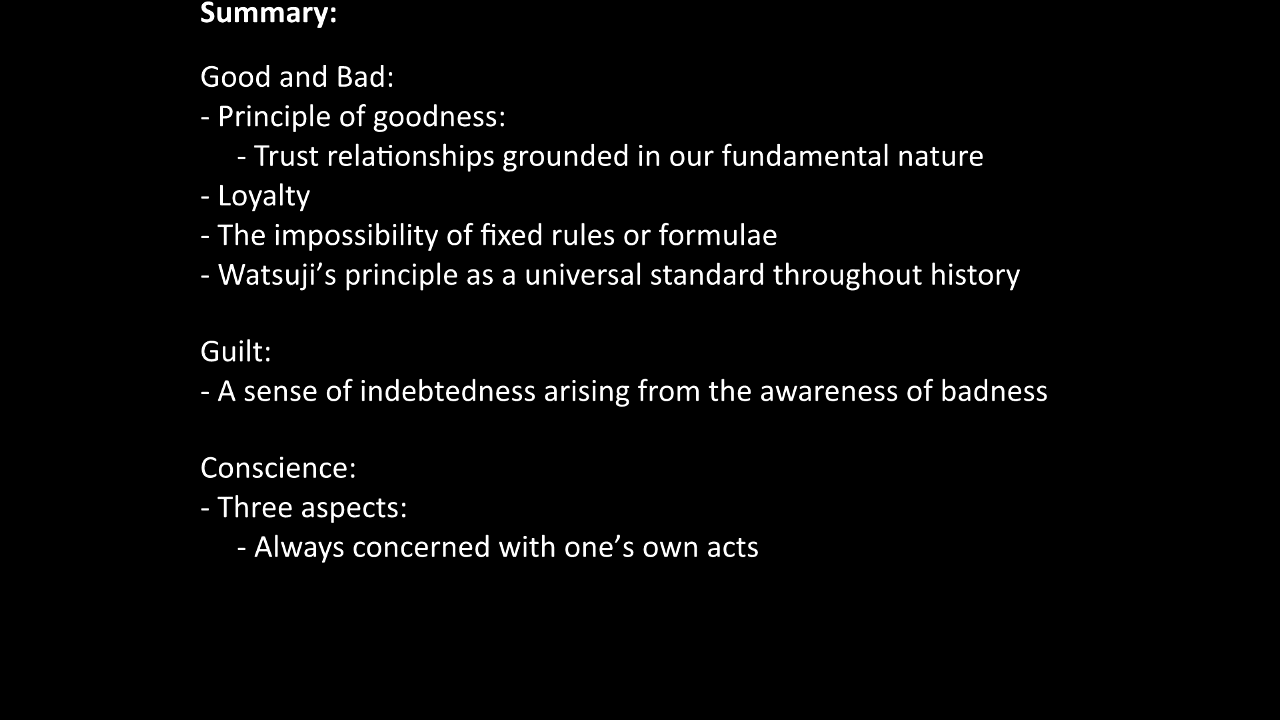 Summary:
Good and Bad:
- Principle of goodness:
- Trust relationships grounded in our fundamental nature
- Loyalty
- The impossibility of fixed rules or formulae
- Watsuji’s principle as a universal standard throughout history
Guilt:
- A sense of indebtedness arising from the awareness of badness
Conscience:
- Three aspects:
- Always concerned with one’s own acts